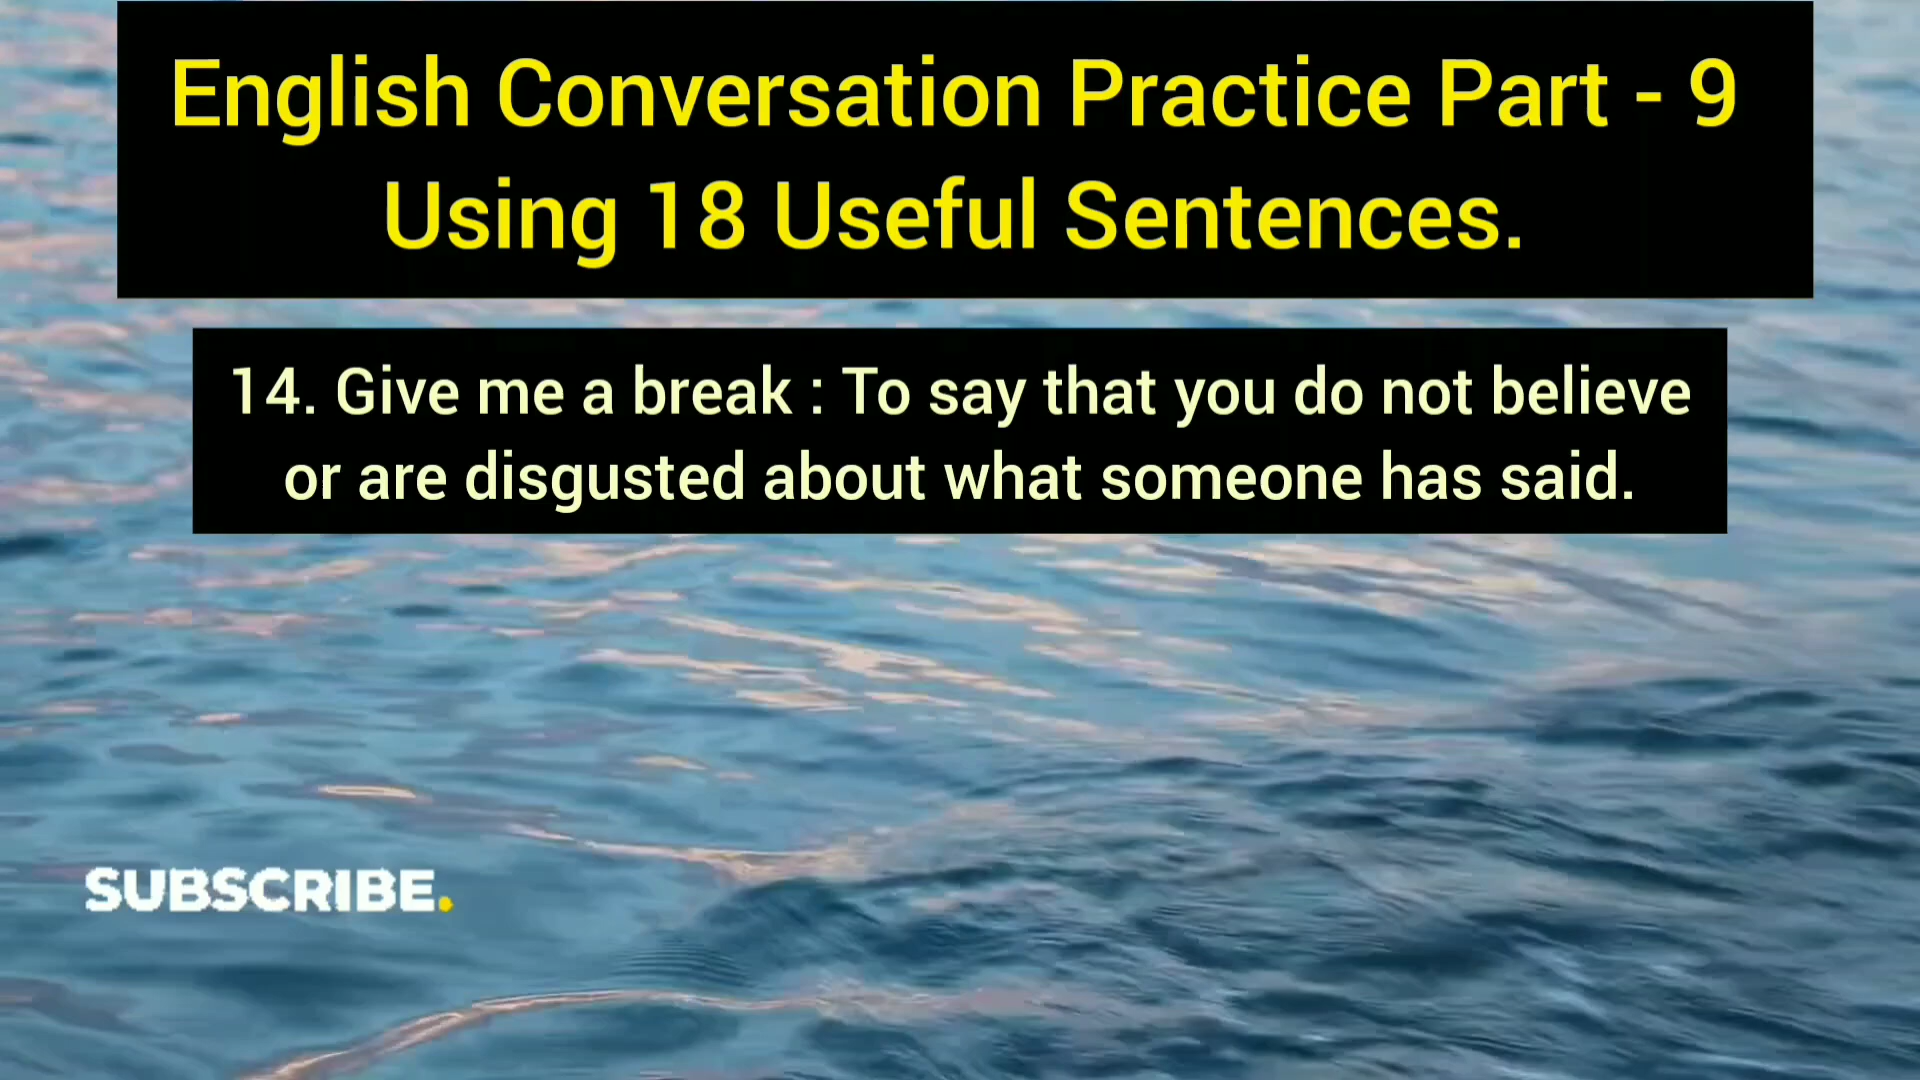 English Conversation Practice Part - 9
Using 18 Useful Sentences.
14. Give me a break : To say that you do not believe
or are disgusted about what someone has said.
SUBSCRIBE.